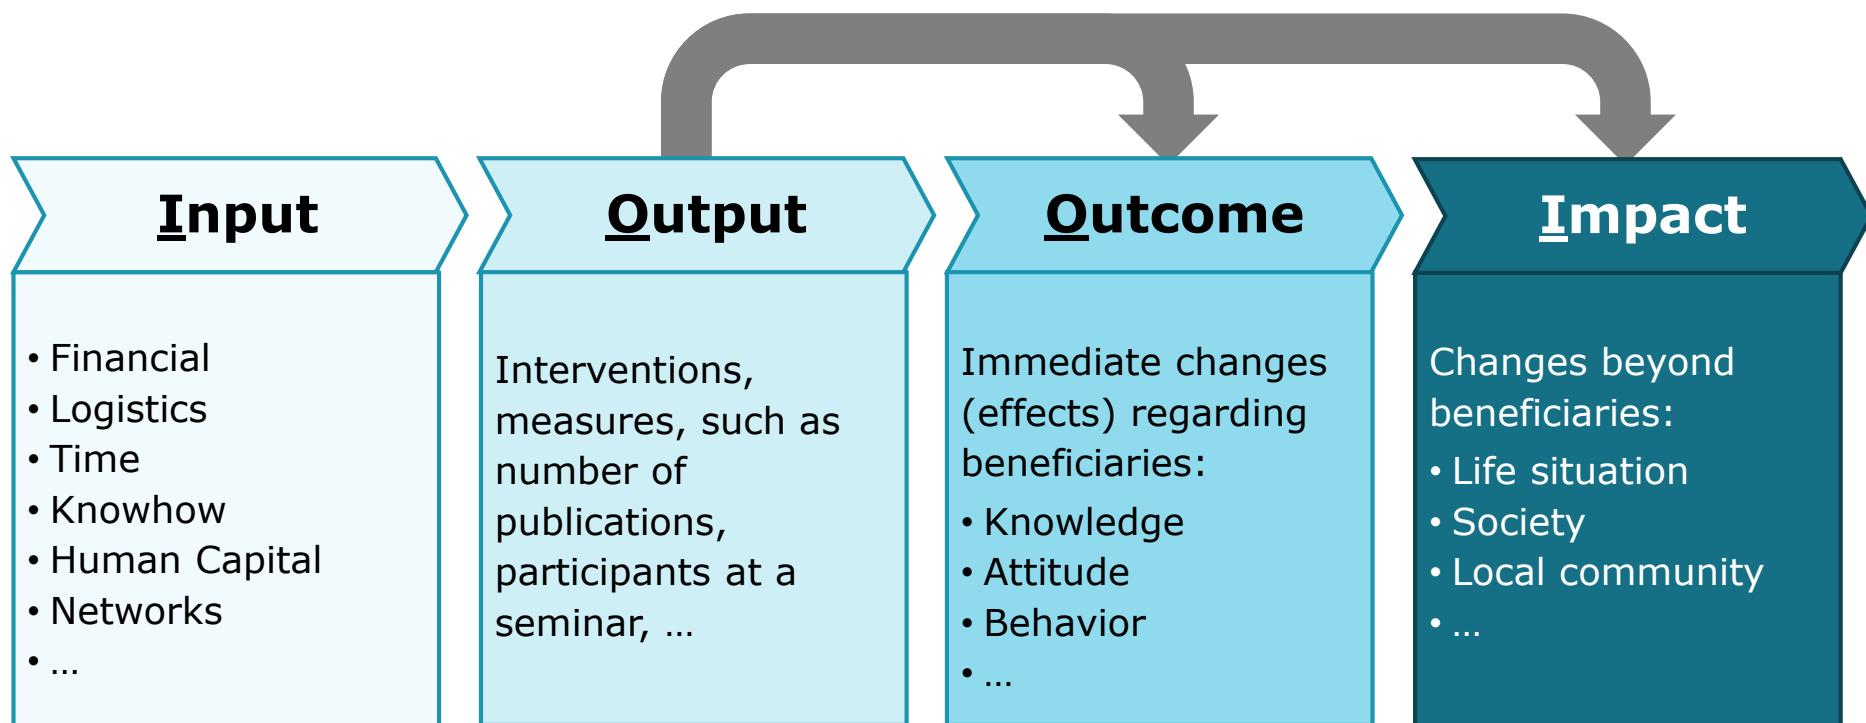 Input
• Financial
• Logistics
• Time
• Knowhow
• Human Capital
• Networks
• ...
Output
Interventions,
measures, such as
number of
publications,
participants at a
seminar, ...
Outcome
Immediate changes
(effects) regarding
beneficiaries:
• Knowledge
• Attitude
• Behavior
• ...
Impact
Changes beyond
beneficiaries:
• Life situation
• Society
• Local community
• ...